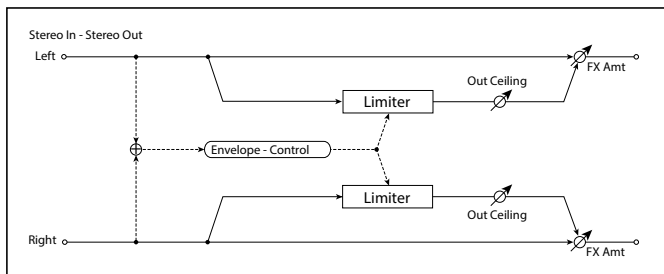 Stereo In - Stereo Out
Left
FX Amt
Out Ceiling
Limiter
Envelope - Control
Limiter
Out Ceiling
Right
FX Amt